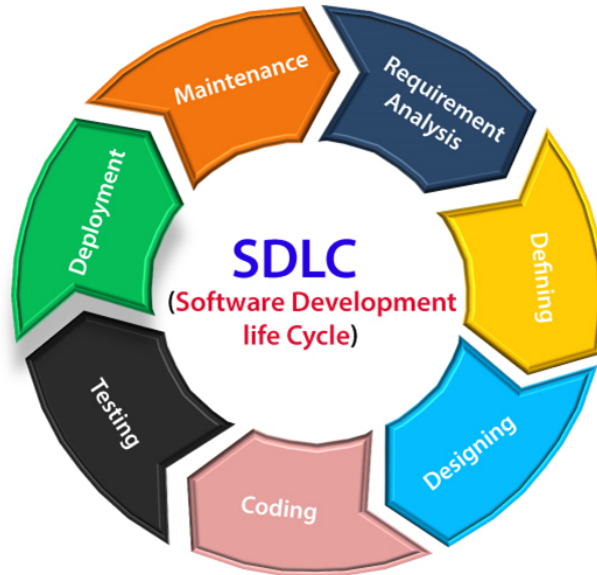 SDLC
(Software Development
life Cycle)
Requirement
Analysis
Defining
Designing
Coding
Testing
Deployment
Maintenance